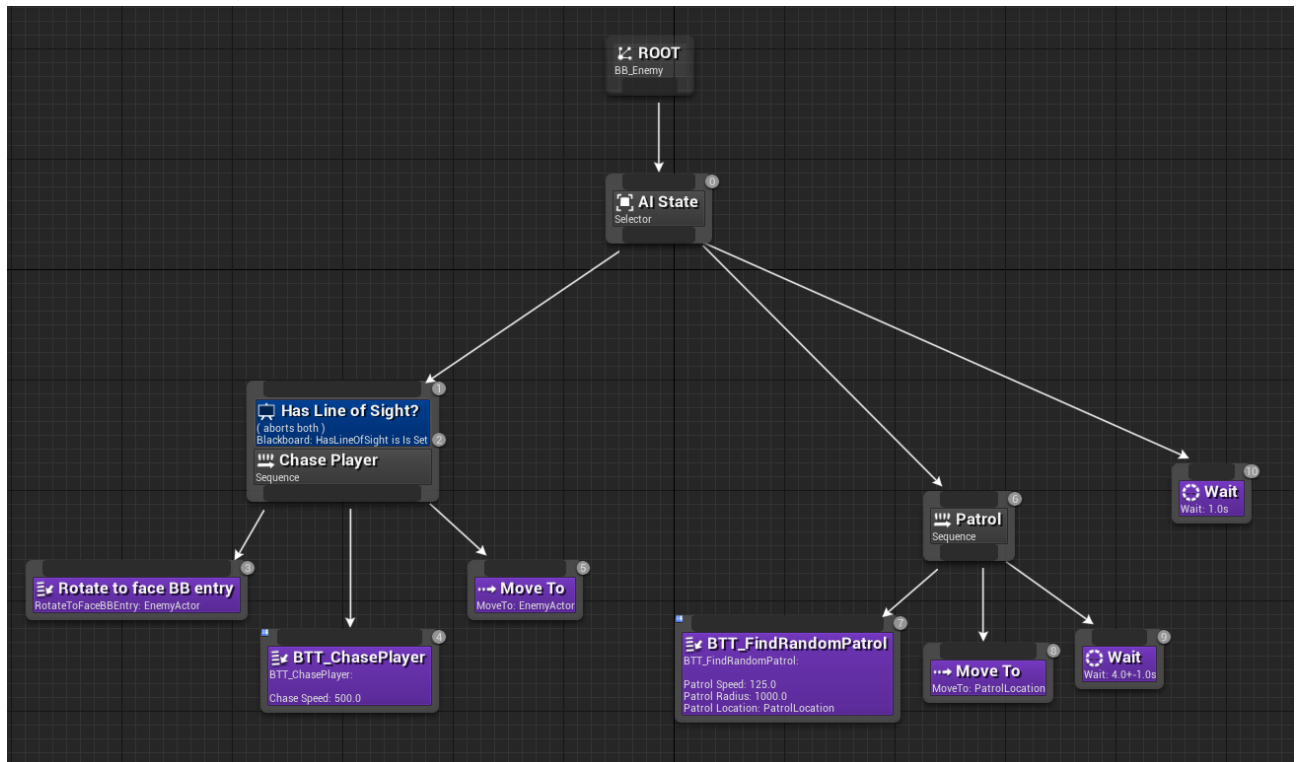 ROOT
BB_Enemy
0
AI State
Selector
1
Has Line of Sight?
( aborts both )
Blackboard: HasLineOfSight is Is Set
2
Chase Player
Sequence
10
Wait
Wait: 1.0s
6
Patrol
Sequence
3
Rotate to face BB entry
RotateToFaceBBEntry: EnemyActor
5
Move To
MoveTo: EnemyActor
4
BTT_ChasePlayer
BTT_ChasePlayer:
Chase Speed: 500.0
7
BTT_FindRandomPatrol
BTT_FindRandomPatrol:
Patrol Speed: 125.0
Patrol Radius: 1000.0
Patrol Location: PatrolLocation
8
Move To
MoveTo: PatrolLocation
9
Wait
Wait: 4.0+-1.0s